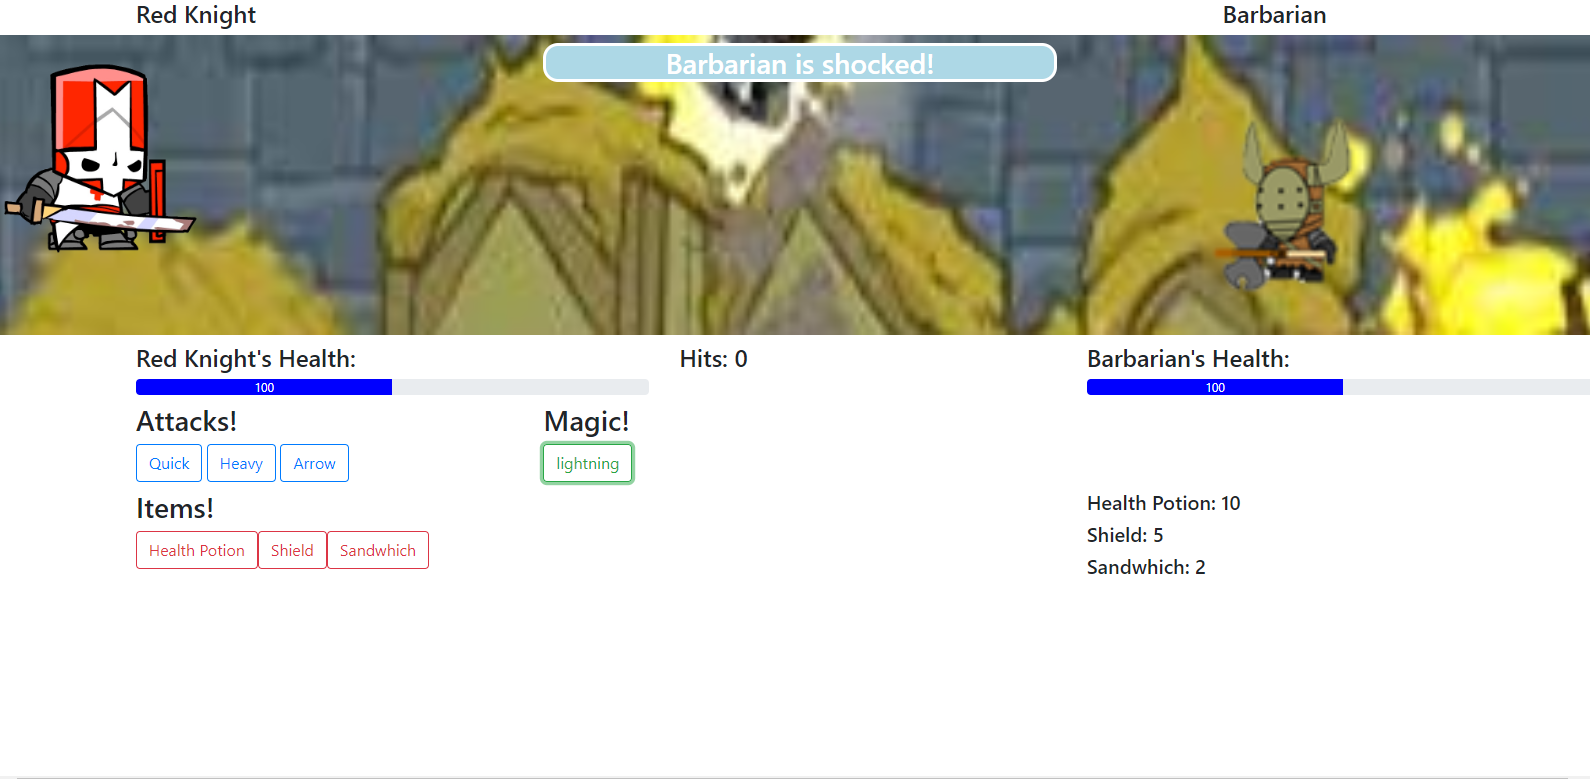 Red Knight
Barbarian
Barbarian is shocked!
Red Knight's Health:
Hits: 0
Barbarian's Health:
100
100
Attacks!
Magic!
Quick
Heavy
Arrow
lightning
Items!
Health Potion
Shield
Sandwhich
Health Potion: 10
Shield: 5
Sandwhich: 2